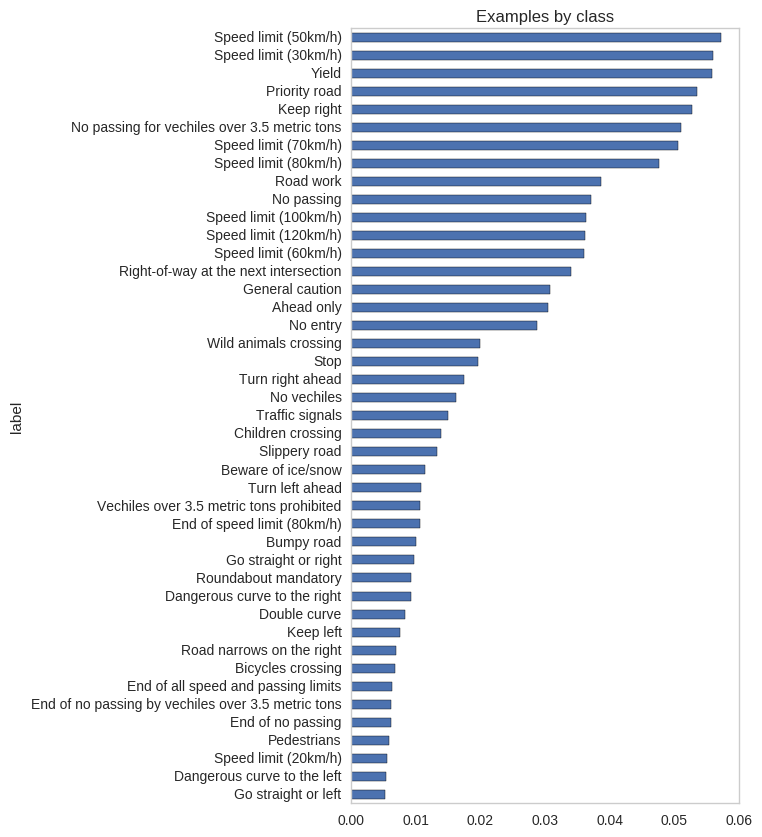 Examples by class
Speed limit (50km/h)
Speed limit (30km/h)
Yield
Priority road
Keep right
No passing for vechiles over 3.5 metric tons
Speed limit (70km/h)
Speed limit (80km/h)
Road work
No passing
Speed limit (100km/h)
Speed limit (120km/h)
Speed limit (60km/h)
Right-of-way at the next intersection
General caution
Ahead only
No entry
Wild animals crossing
Stop
Turn right ahead
No vechiles
Traffic signals
Children crossing
Slippery road
Beware of ice/snow
Turn left ahead
Vechiles over 3.5 metric tons prohibited
End of speed limit (80km/h)
Bumpy road
Go straight or right
Roundabout mandatory
Dangerous curve to the right
Double curve
Keep left
Road narrows on the right
Bicycles crossing
End of all speed and passing limits
End of no passing by vechiles over 3.5 metric tons
End of no passing
Pedestrians
Speed limit (20km/h)
Dangerous curve to the left
Go straight or left
label
0.00 0.01 0.02 0.03 0.04 0.05 0.06